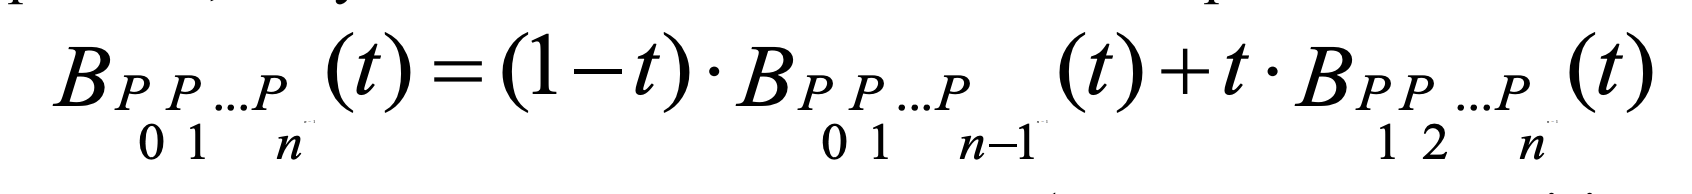 B_{P_0 P_1 ... P_n}(t) = (1 − t) · B_{P_0 P_1 ... P_{n−1}}(t) + t · B_{P_1 P_2 ... P_n}(t)